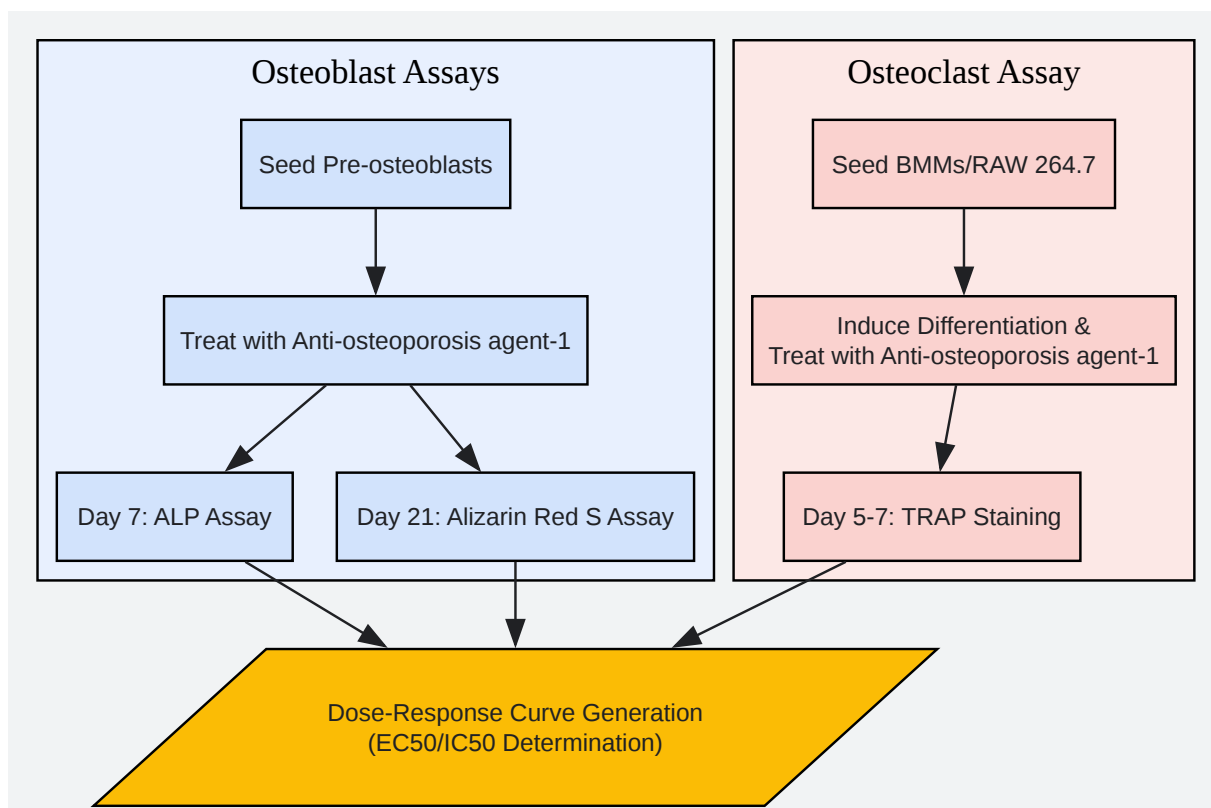 Osteoblast Assays
Seed Pre-osteoblasts
Treat with Anti-osteoporosis agent-1
Day 7: ALP Assay
Day 21: Alizarin Red S Assay
Osteoclast Assay
Seed BMMs/RAW 264.7
Induce Differentiation &
Treat with Anti-osteoporosis agent-1
Day 5-7: TRAP Staining
Dose-Response Curve Generation
(EC50/IC50 Determination)